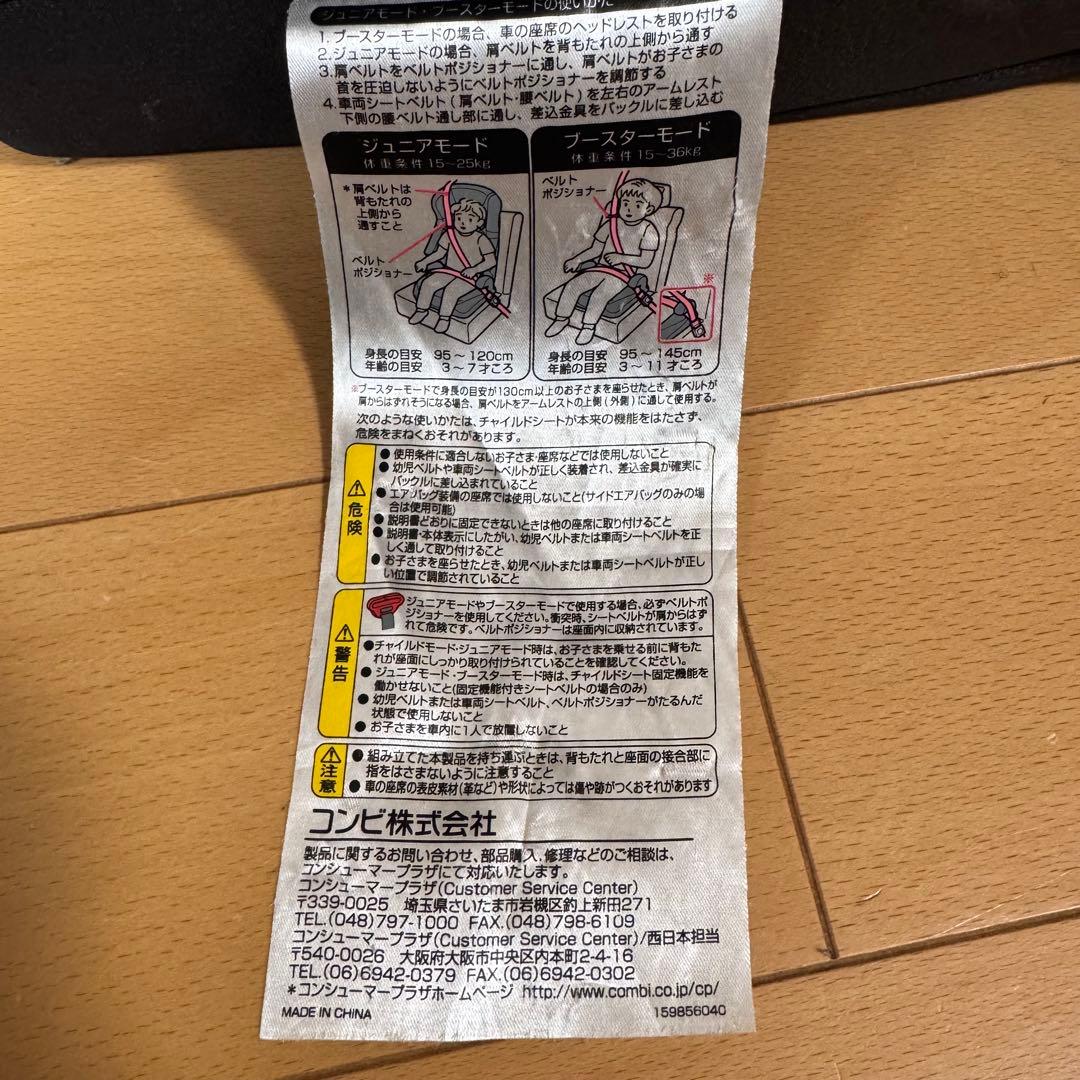 ジュニアモード・ブースターモードの使いかた
1. ブースターモードの場合、車の座席のヘッドレストを取り付ける
2. ジュニアモードの場合、肩ベルトを背もたれの上側から通す
3. 肩ベルトをベルトポジショナーに通し、肩ベルトがお子さまの
首を圧迫しないようにベルトポジショナーを調節する
4. 車両シートベルト(肩ベルト・腰ベルト)を左右のアームレスト
下側の腰ベルト通し部に通し、差込金具をバックルに差し込む
ジュニアモード
体重条件 15〜25kg
*肩ベルトは
背もたれの
上側から
通すこと
ベルト
ポジショナー
身長の目安 95〜120cm
年齢の目安 3〜7才ころ
ブースターモード
体重条件 15〜36kg
ベルト
ポジショナー
※
身長の目安 95〜145cm
年齢の目安 3〜11才ころ
※ブースターモードで身長の目安が130cm以上のお子さまを座らせたとき、肩ベルトが
肩からはずれそうになる場合、肩ベルトをアームレストの上側(外側)に通して使用する。
次のような使いかたは、チャイルドシートが本来の機能をはたさず、
危険をまねくおそれがあります。
危険
● 使用条件に適合しないお子さま・座席などでは使用しないこと
● 幼児ベルトや車両シートベルトが正しく装着され、差込金具が確実に
バックルに差し込まれていること
● エアバッグ装備の座席では使用しないこと(サイドエアバッグのみの場
合は使用可能)
● 説明書どおりに固定できないときは他の座席に取り付けること
● 説明書・本体表示にしたがい、幼児ベルトまたは車両シートベルトを正
しく通して取り付けること
● お子さまを座らせたとき、幼児ベルトまたは車両シートベルトが正し
い位置で調節されていること
警告
ジュニアモードやブースターモードで使用する場合、必ずベルトポ
ジショナーを使用してください。衝突時、シートベルトが肩からはず
れて危険です。ベルトポジショナーは座面内に収納されています。
●チャイルドモード・ジュニアモード時は、お子さまを乗せる前に背もた
れが座面にしっかり取り付けられていることを確認してください。
● ジュニアモード・ブースターモード時は、チャイルドシート固定機能を
働かせないこと(固定機能付きシートベルトの場合のみ)
● 幼児ベルトまたは車両シートベルト、ベルトポジショナーがたるんだ
状態で使用しないこと
● お子さまを車内に1人で放置しないこと
注意
● 組み立てた本製品を持ち運ぶときは、背もたれと座面の接合部に
指をはさまないように注意すること
● 車の座席の表皮素材(革など)や形状によっては傷や跡がつくおそれがあります
コンビ株式会社
製品に関するお問い合わせ、部品購入、修理などのご相談は、
コンシューマープラザにて対応いたします。
コンシューマープラザ(Customer Service Center)
〒339-0025 埼玉県さいたま市岩槻区釣上新田271
TEL.(048)797-1000 FAX.(048)798-6109
コンシューマープラザ(Customer Service Center)/西日本担当
〒540-0026 大阪府大阪市中央区内本町2-4-16
TEL.(06)6942-0379 FAX.(06)6942-0302
*コンシューマープラザホームページ http://www.combi.co.jp/cp/
MADE IN CHINA 159856040